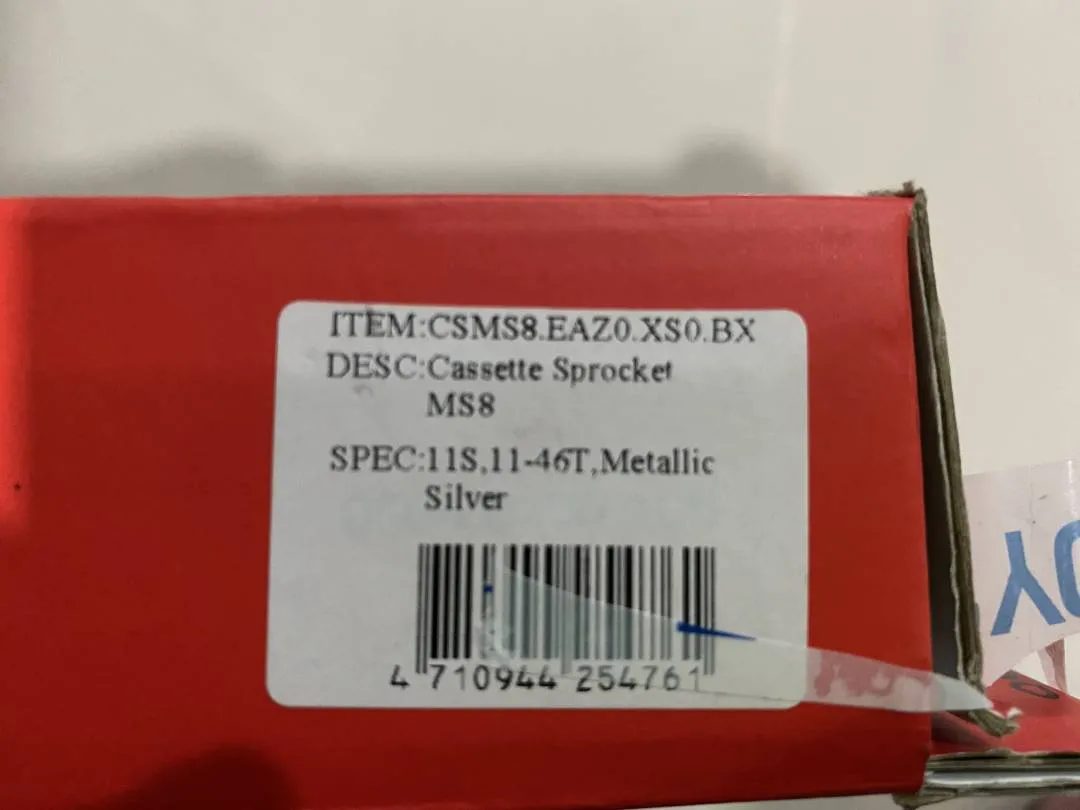 ITEM:CSMS8.EAZ0.XS0.BX
DESC:Cassette Sprocket
MS8
SPEC:11S,11-46T,Metallic
Silver
4 710944 254761